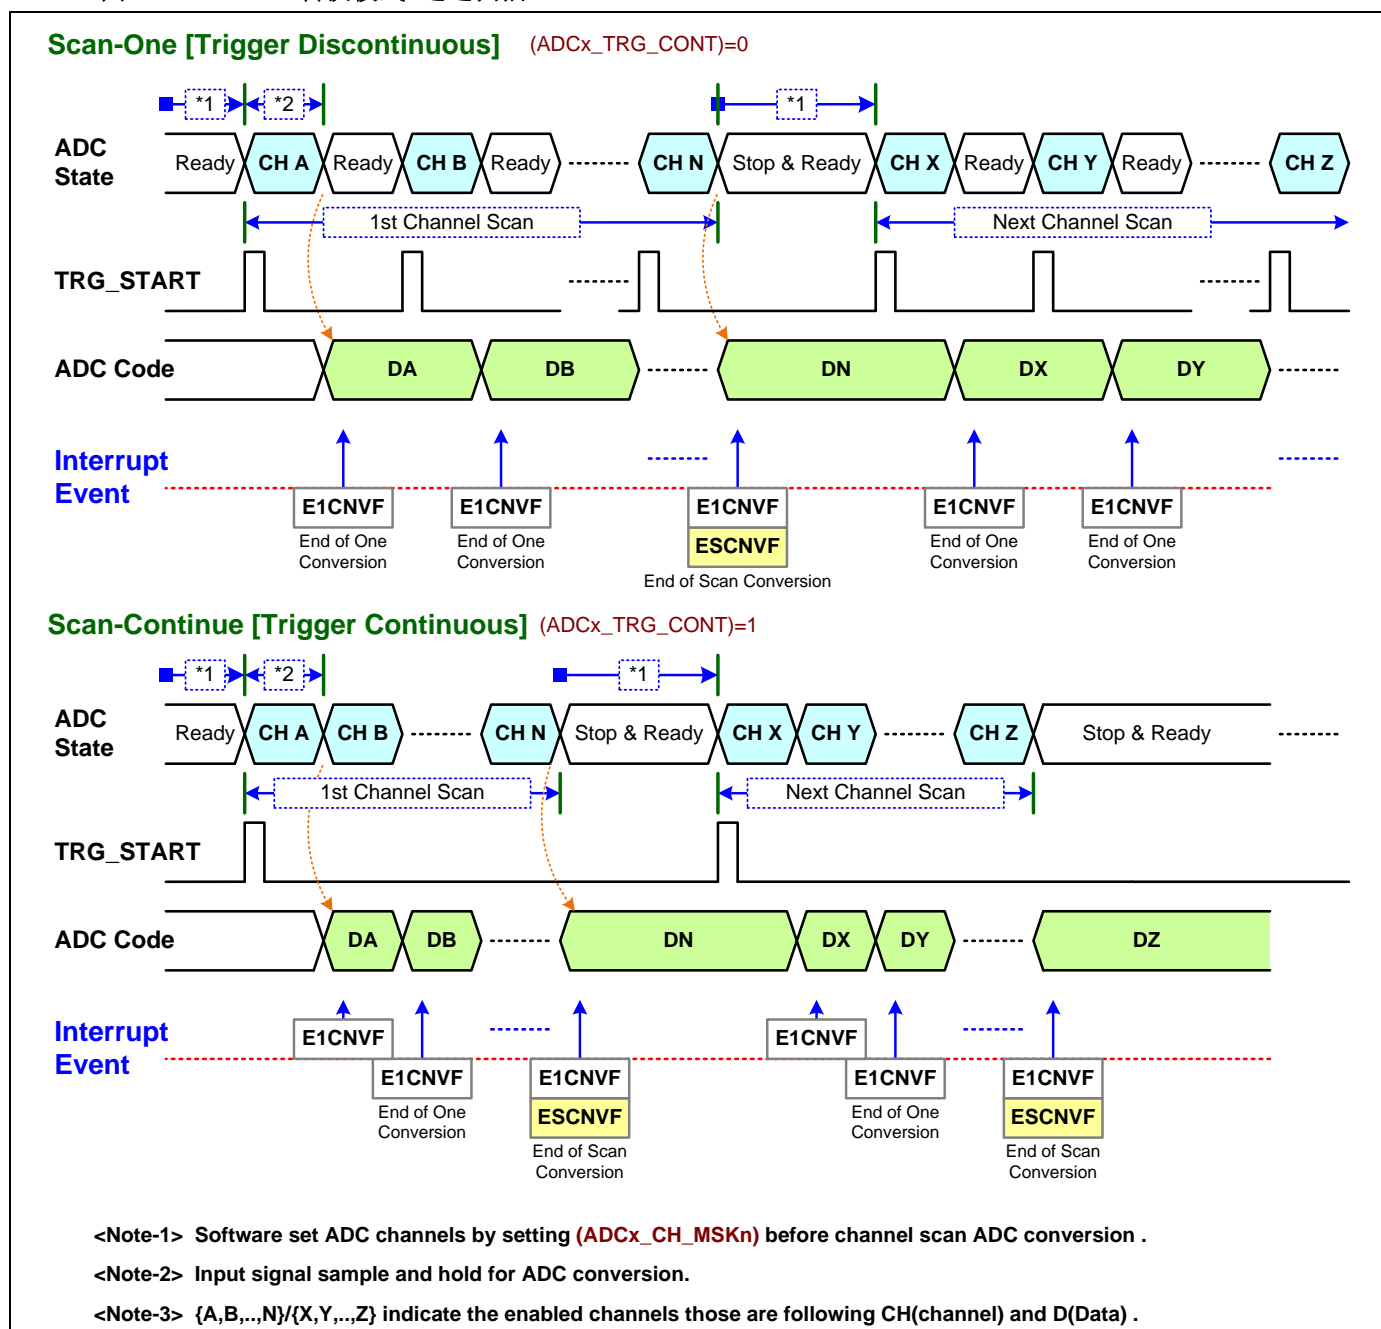 Scan-One [Trigger Discontinuous] (ADCx_TRG_CONT)=0
*1 *2 *1
ADC State
Ready CH A Ready CH B Ready CH N Stop & Ready CH X Ready CH Y Ready CH Z
1st Channel Scan Next Channel Scan
TRG_START
ADC Code DA DB DN DX DY
Interrupt Event
E1CNVF E1CNVF E1CNVF E1CNVF E1CNVF
End of One Conversion End of One Conversion ESCNVF End of One Conversion End of One Conversion
End of Scan Conversion
Scan-Continue [Trigger Continuous] (ADCx_TRG_CONT)=1
*1 *2 *1
ADC State
Ready CH A CH B CH N Stop & Ready CH X CH Y CH Z Stop & Ready
1st Channel Scan Next Channel Scan
TRG_START
ADC Code DA DB DN DX DY DZ
Interrupt Event
E1CNVF E1CNVF
E1CNVF E1CNVF E1CNVF E1CNVF
End of One Conversion ESCNVF End of One Conversion ESCNVF
End of Scan Conversion End of Scan Conversion
<Note-1> Software set ADC channels by setting (ADCx_CH_MSKn) before channel scan ADC conversion .
<Note-2> Input signal sample and hold for ADC conversion.
<Note-3> {A,B,..,N}/{X,Y,..,Z} indicate the enabled channels those are following CH(channel) and D(Data) .